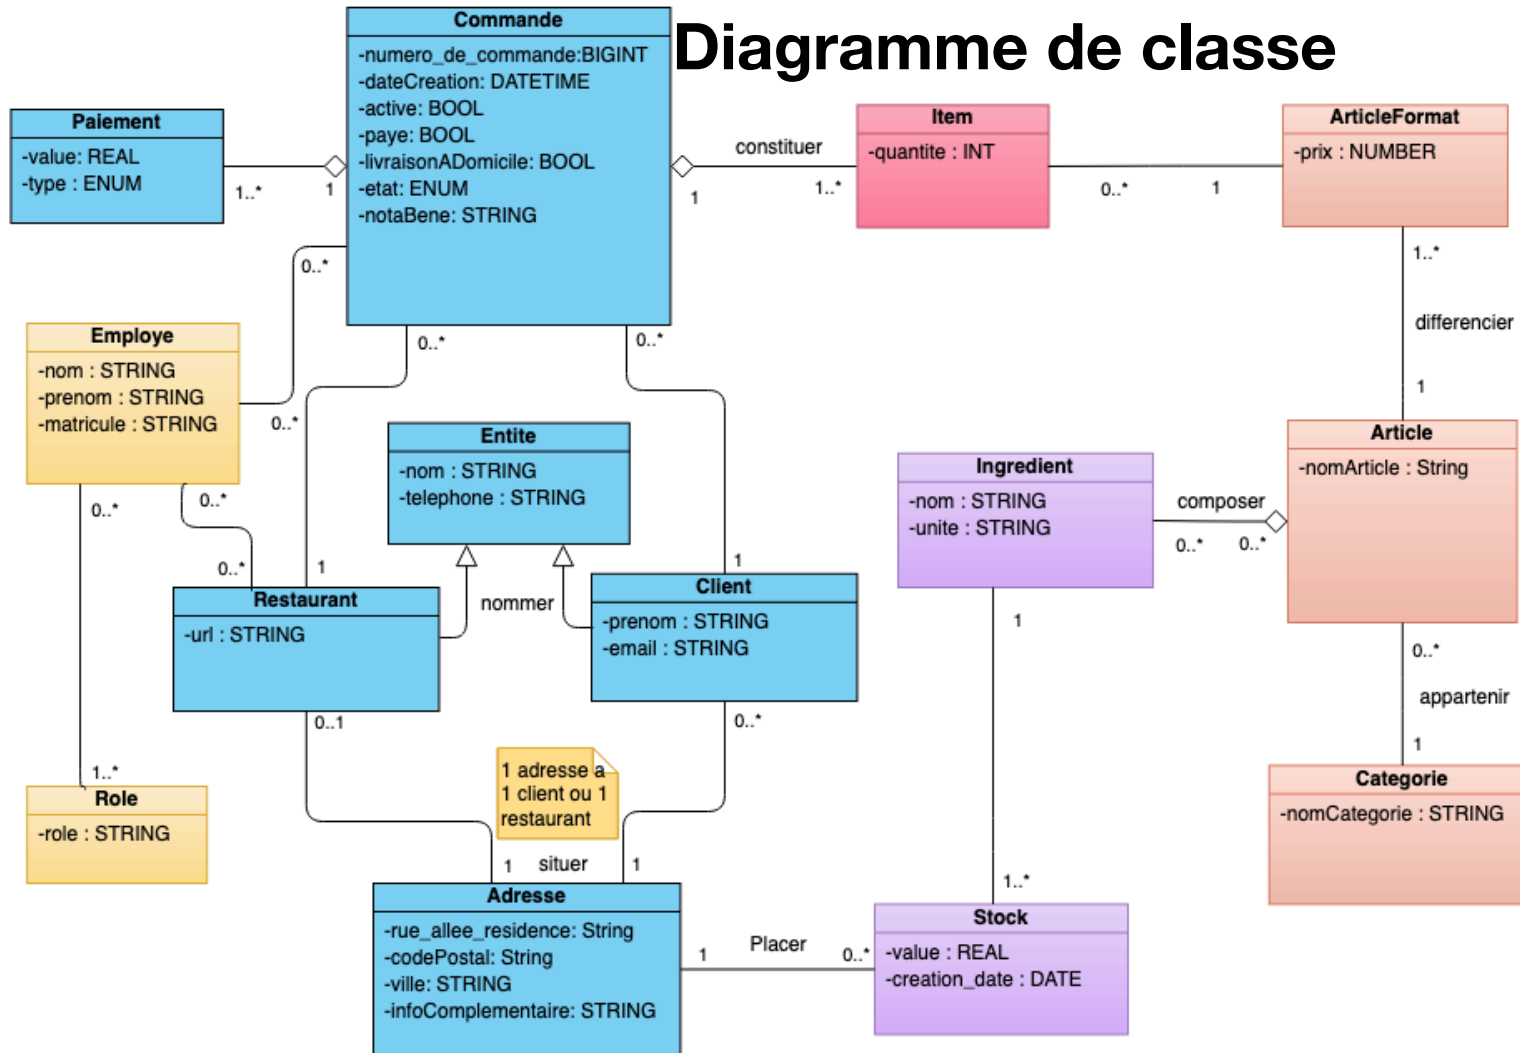 Diagramme de classe
Commande
-numero_de_commande:BIGINT
-dateCreation: DATETIME
-active: BOOL
-paye: BOOL
-livraisonADomicile: BOOL
-etat: ENUM
-notaBene: STRING
Paiement
-value: REAL
-type : ENUM
1..*
1
constituer
1
1..*
Item
-quantite : INT
0..*
1
ArticleFormat
-prix : NUMBER
1..*
differencier
1
0..*
0..*
0..*
0..*
Employe
-nom : STRING
-prenom : STRING
-matricule : STRING
0..*
0..*
0..*
1
Entite
-nom : STRING
-telephone : STRING
nommer
1
Restaurant
-url : STRING
Client
-prenom : STRING
-email : STRING
Ingredient
-nom : STRING
-unite : STRING
composer
0..*
0..*
Article
-nomArticle : String
1
0..*
appartenir
1
0..1
0..*
1 adresse a
1 client ou 1
restaurant
1..*
Role
-role : STRING
Categorie
-nomCategorie : STRING
1
situer
1
1..*
Adresse
-rue_allee_residence: String
-codePostal: String
-ville: STRING
-infoComplementaire: STRING
1
Placer
0..*
Stock
-value : REAL
-creation_date : DATE